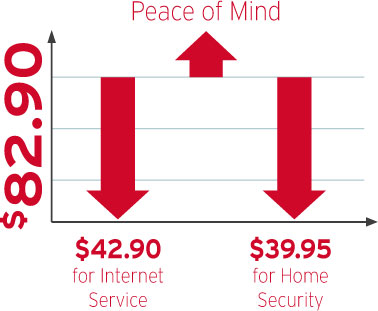 Peace of Mind
$82.90
$42.90
for Internet
Service
$39.95
for Home
Security